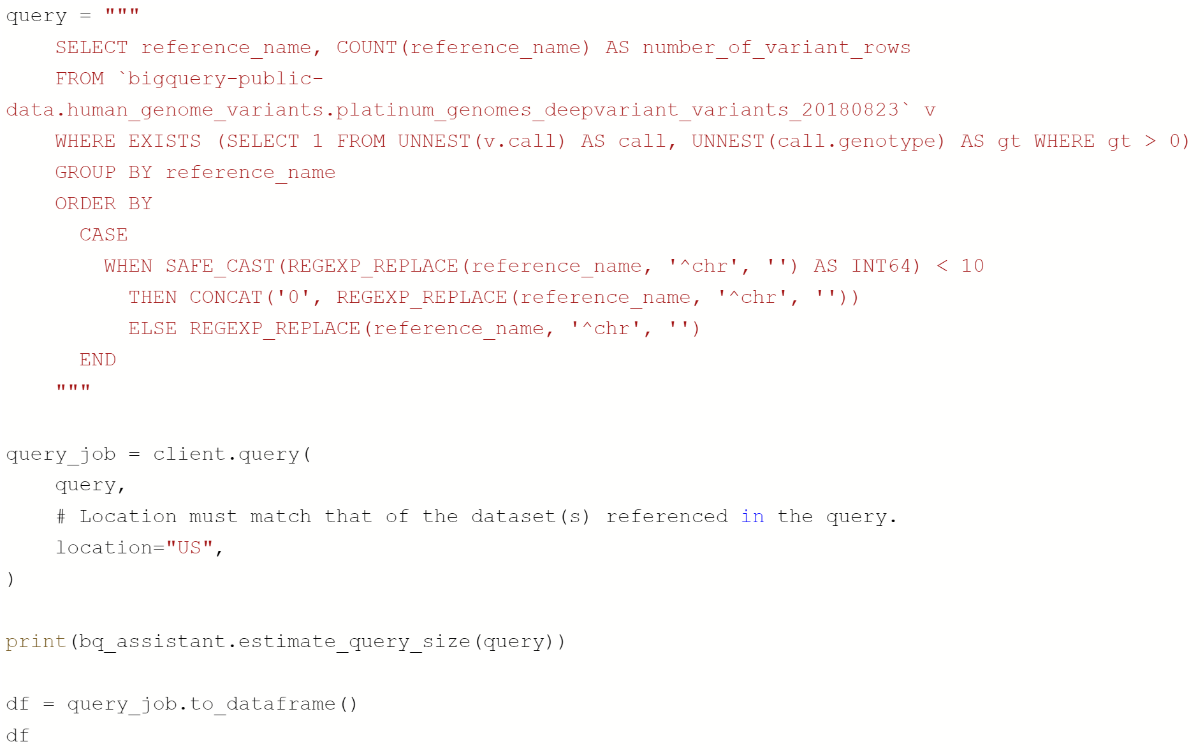 query = """
    SELECT reference_name, COUNT(reference_name) AS number_of_variant_rows
    FROM `bigquery-public-
data.human_genome_variants.platinum_genomes_deepvariant_variants_20180823` v
    WHERE EXISTS (SELECT 1 FROM UNNEST(v.call) AS call, UNNEST(call.genotype) AS gt WHERE gt > 0)
    GROUP BY reference_name
    ORDER BY
      CASE
        WHEN SAFE_CAST(REGEXP_REPLACE(reference_name, '^chr', '') AS INT64) < 10
          THEN CONCAT('0', REGEXP_REPLACE(reference_name, '^chr', ''))
          ELSE REGEXP_REPLACE(reference_name, '^chr', '')
      END
    """
query_job = client.query(
    query,
    # Location must match that of the dataset(s) referenced in the query.
    location="US",
)
print(bq_assistant.estimate_query_size(query))
df = query_job.to_dataframe()
df